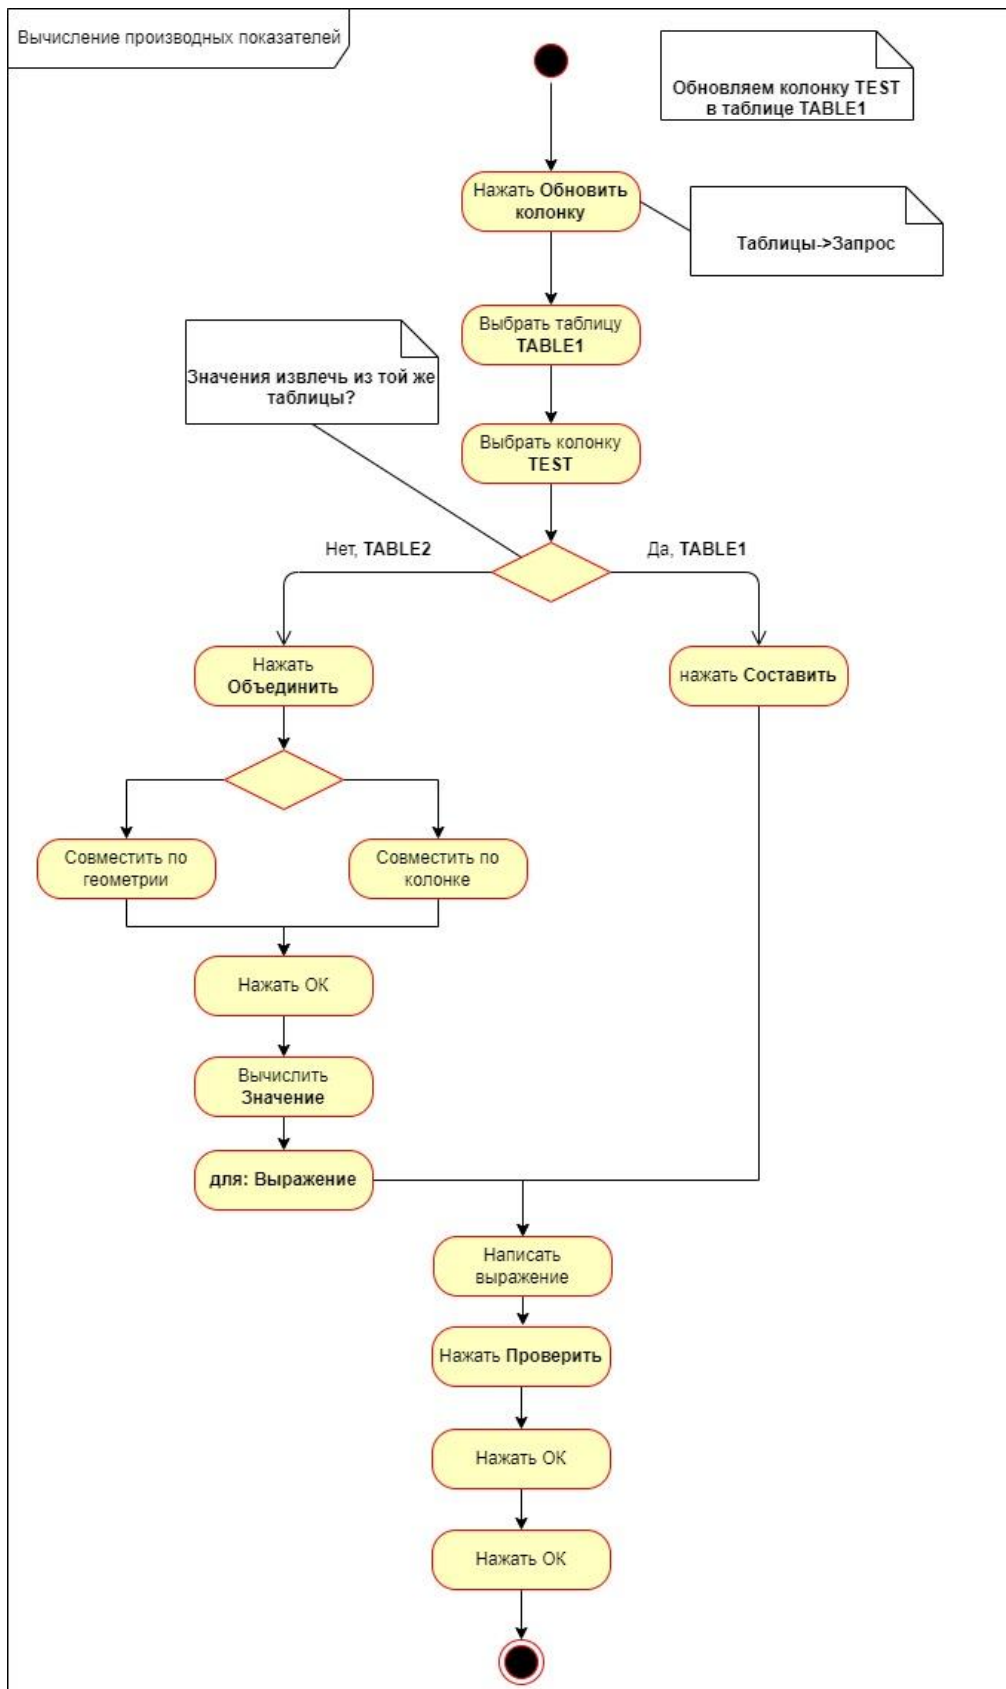 Вычисление производных показателей
Обновляем колонку TEST
в таблице TABLE1
Нажать Обновить
колонку
Таблицы->Запрос
Выбрать таблицу
TABLE1
Значения извлечь из той же
таблицы?
Выбрать колонку
TEST
Нет, TABLE2
Да, TABLE1
Нажать
Объединить
нажать Составить
Совместить по
геометрии
Совместить по
колонке
Нажать ОК
Вычислить
Значение
для: Выражение
Написать
выражение
Нажать Проверить
Нажать ОК
Нажать ОК